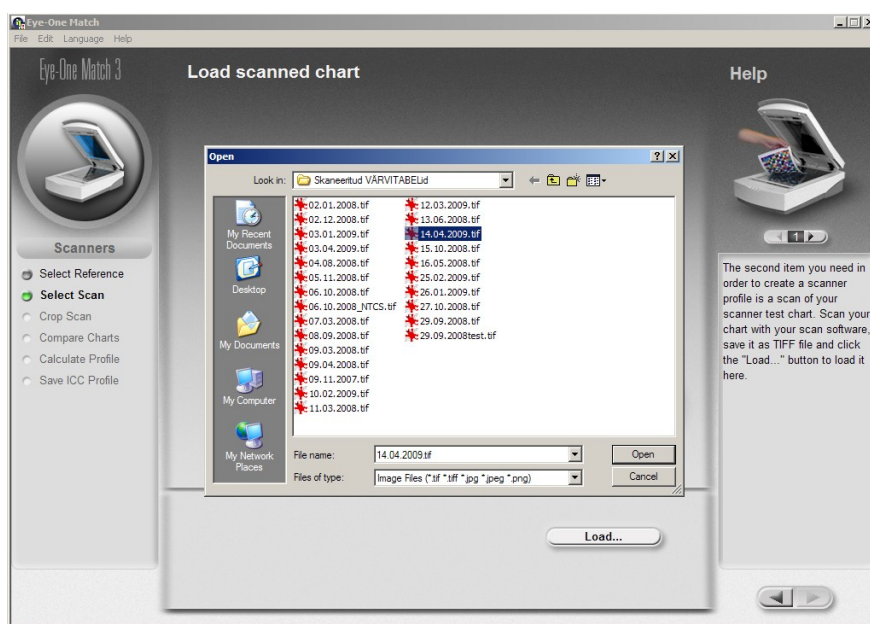 Eye-One Match
File Edit Language Help
Eye-One Match 3
Load scanned chart
Help
Scanners
Select Reference
Select Scan
Crop Scan
Compare Charts
Calculate Profile
Save ICC Profile
Open
Look in: Skaneeritud VÄRVITABELid
My Recent
Documents
Desktop
My Documents
My Computer
My Network
Places
02.01.2008.tif
02.12.2008.tif
03.01.2009.tif
03.04.2009.tif
04.08.2008.tif
05.11.2008.tif
06.10.2008.tif
06.10.2008_NTCS.tif
07.03.2008.tif
08.09.2008.tif
09.03.2008.tif
09.04.2008.tif
09.11.2007.tif
10.02.2009.tif
11.03.2008.tif
12.03.2009.tif
13.06.2008.tif
14.04.2009.tif
15.10.2008.tif
16.05.2008.tif
25.02.2009.tif
26.01.2009.tif
27.10.2008.tif
29.09.2008.tif
29.09.2008test.tif
File name: 14.04.2009.tif Open
Files of type: Image Files (*.tif *.tiff *.jpg *.jpeg *.png) Cancel
Load...
1
The second item you need in
order to create a scanner
profile is a scan of your
scanner test chart. Scan your
chart with your scan software,
save it as TIFF file and click
the "Load..." button to load it
here.